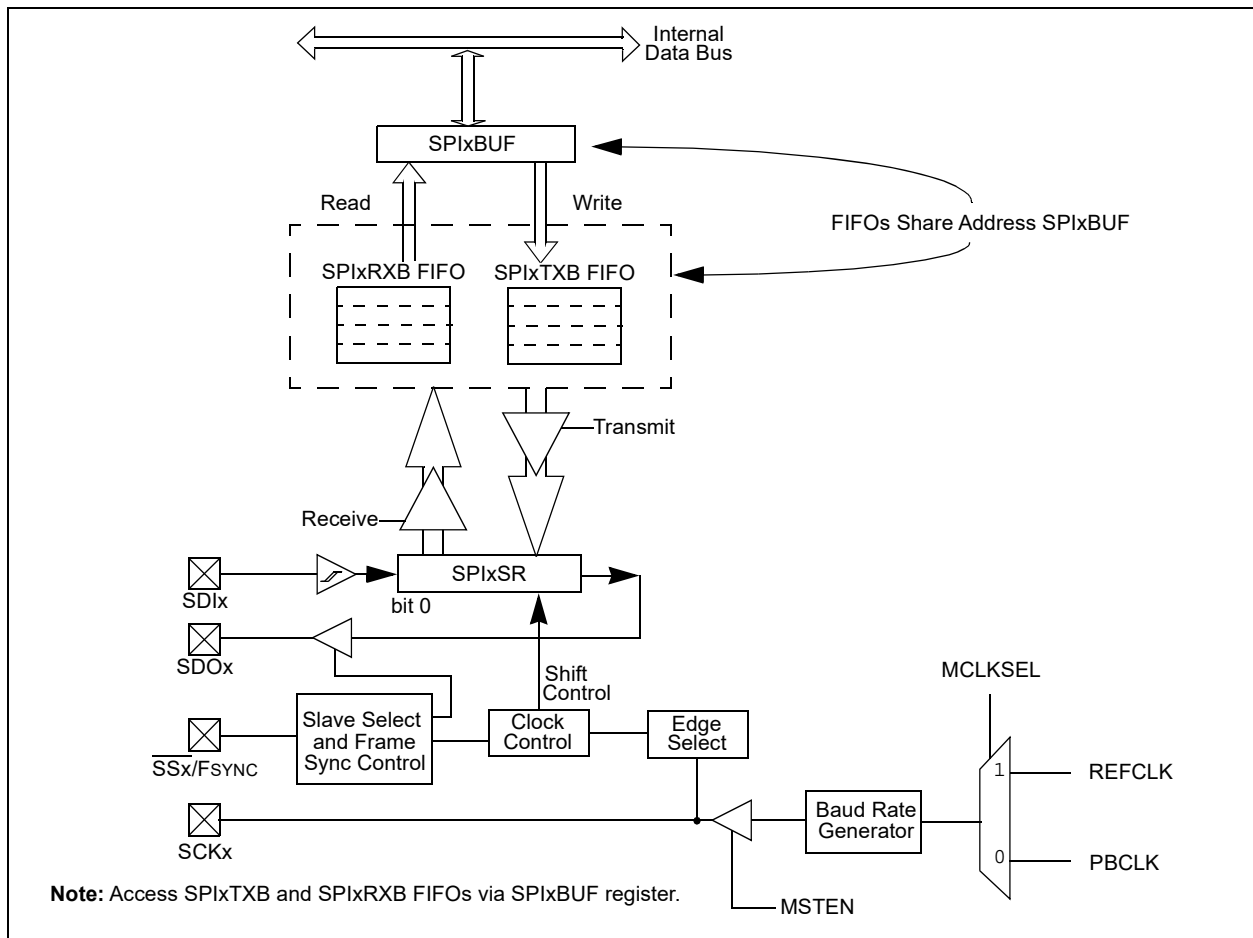 Internal
Data Bus
SPIxBUF
Read
Write
FIFOs Share Address SPIxBUF
SPIxRXB FIFO
SPIxTXB FIFO
Transmit
Receive
SPIxSR
SDIx
bit 0
SDOx
Shift
Control
MCLKSEL
Slave Select
and Frame
Sync Control
Clock
Control
Edge
Select
SSx/FSYNC
1
REFCLK
Baud Rate
Generator
SCKx
0
PBCLK
Note: Access SPIxTXB and SPIxRXB FIFOs via SPIxBUF register.
MSTEN